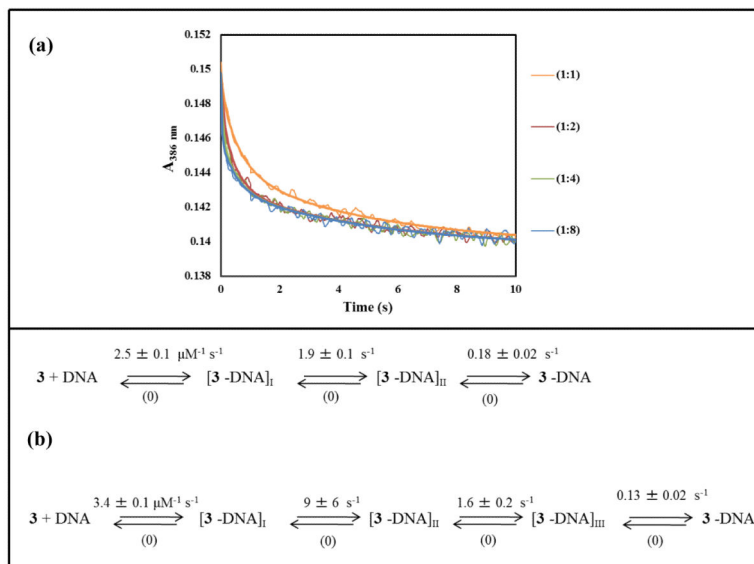 (a)
0.152
0.15
0.148
0.146
0.144
0.142
0.14
0.138
A386 nm
0 2 4 6 8 10
Time (s)
(1:1)
(1:2)
(1:4)
(1:8)
2.5 ± 0.1 μM⁻¹ s⁻¹ 1.9 ± 0.1 s⁻¹ 0.18 ± 0.02 s⁻¹
3 + DNA [3 -DNA]I [3 -DNA]II 3 -DNA
(0) (0) (0)
(b)
3.4 ± 0.1 μM⁻¹ s⁻¹ 9 ± 6 s⁻¹ 1.6 ± 0.2 s⁻¹ 0.13 ± 0.02 s⁻¹
3 + DNA [3 -DNA]I [3 -DNA]II [3 -DNA]III 3 -DNA
(0) (0) (0) (0)